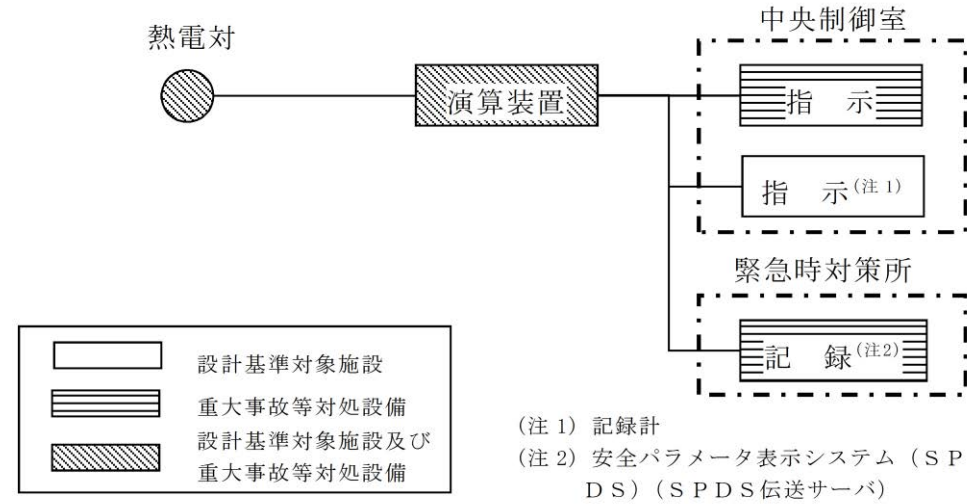 中央制御室
熱電対
演算装置
指 示
指 示(注1)
緊急時対策所
記 録(注2)
設計基準対象施設
重大事故等対処設備
設計基準対象施設及び
重大事故等対処設備
(注1) 記録計
(注2) 安全パラメータ表示システム(SP
DS)(SPDS伝送サーバ)